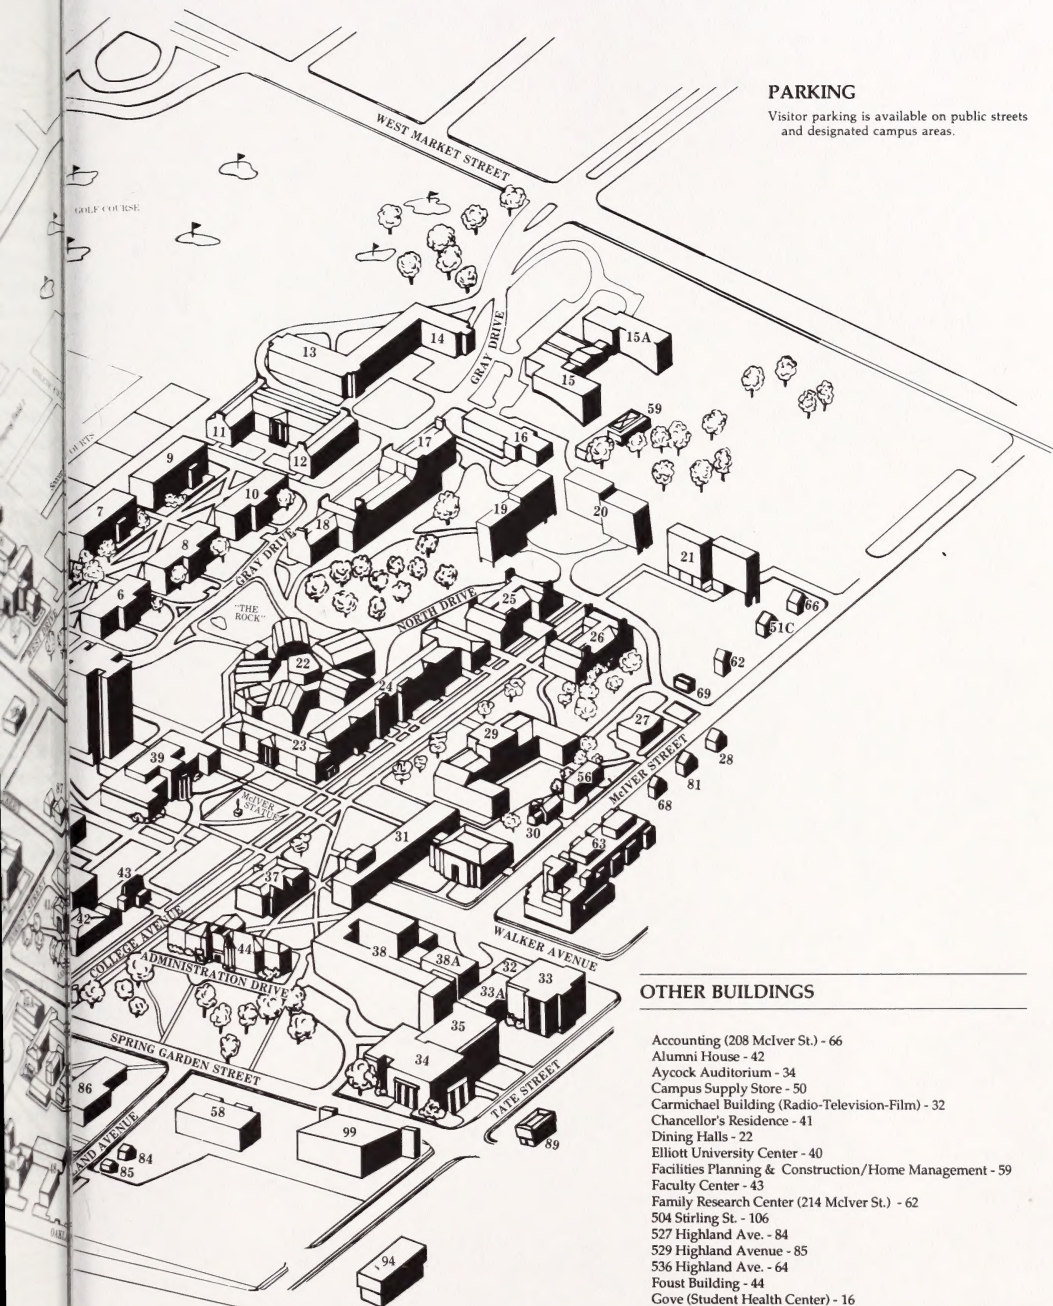 PARKING
Visitor parking is available on public streets
and designated campus areas.
WEST MARKET STREET
GOLF COURSE
GRAY DRIVE
13
14
15A
15
59
11
12
17
16
9
10
7
18
19
20
8
GRAY DRIVE
21
6
"THE
ROCK"
NORTH DRIVE
25
66
51C
26
22
62
24
69
27
23
29
39
28
56
McIVER STREET
81
68
McIVER
STATUE
30
31
63
43
37
42
COLLEGE AVENUE
44
38
38A
WALKER AVENUE
32
33
33A
ADMINISTRATION DRIVE
35
34
SPRING GARDEN STREET
TATE STREET
86
58
99
89
LAND AVENUE
84
85
94
OTHER BUILDINGS
Accounting (208 McIver St.) - 66
Alumni House - 42
Aycock Auditorium - 34
Campus Supply Store - 50
Carmichael Building (Radio-Television-Film) - 32
Chancellor's Residence - 41
Dining Halls - 22
Elliott University Center - 40
Facilities Planning & Construction/Home Management - 59
Faculty Center - 43
Family Research Center (214 McIver St.) - 62
504 Stirling St. - 106
527 Highland Ave. - 84
529 Highland Avenue - 85
536 Highland Ave. - 64
Foust Building - 44
Gove (Student Health Center) - 16